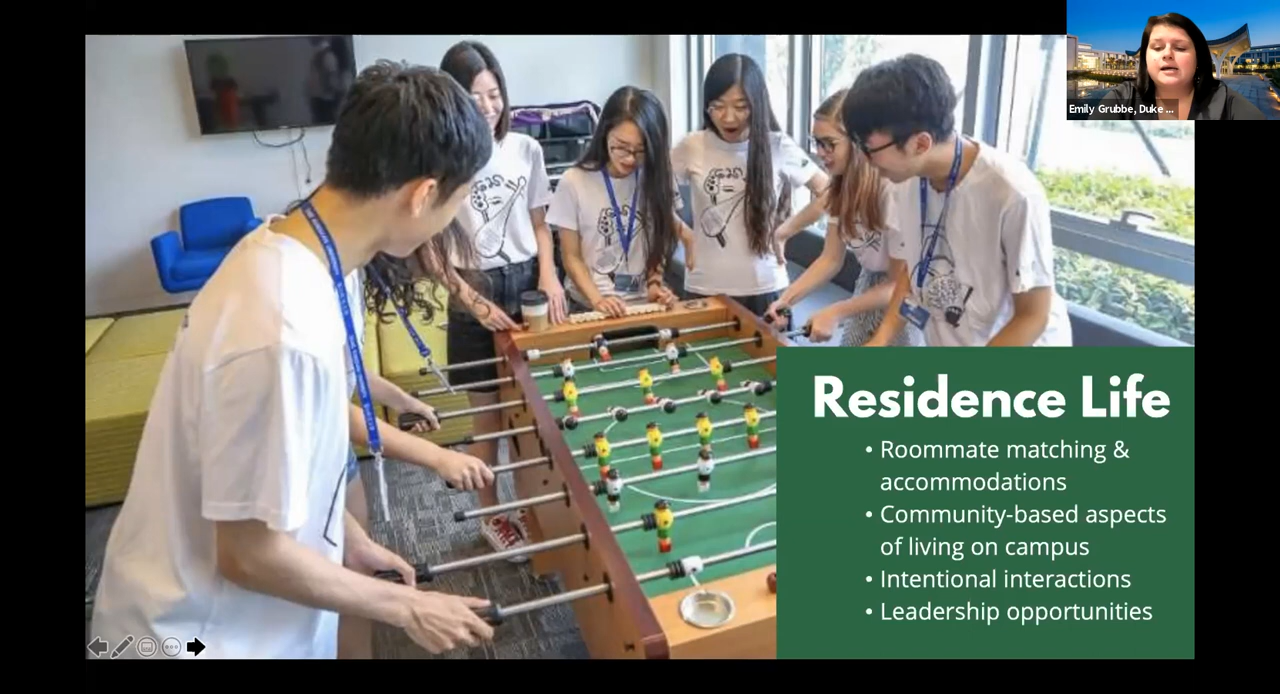 Emily Grubbe, Duke ...
Residence Life
• Roommate matching &
accommodations
• Community-based aspects
of living on campus
• Intentional interactions
• Leadership opportunities